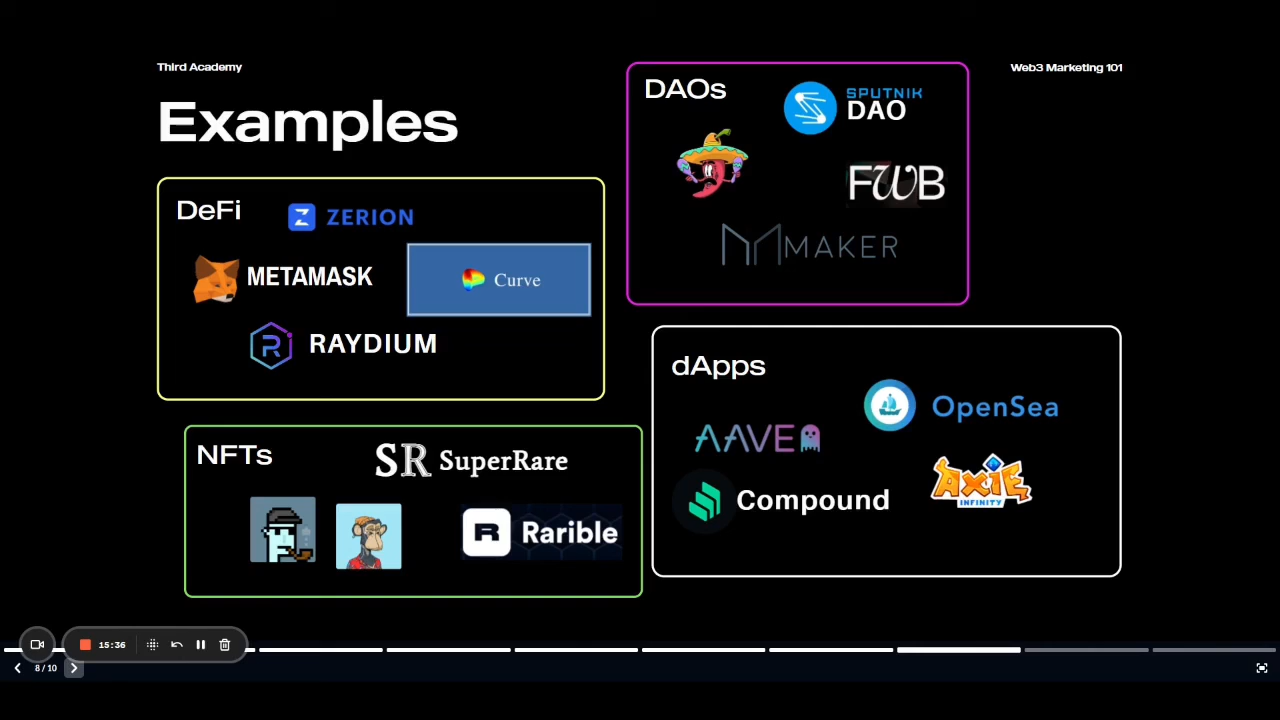 Third Academy
Web3 Marketing 101
Examples
DeFi
ZERION
METAMASK
Curve
RAYDIUM
DAOs
SPUTNIK
DAO
FWB
MAKER
NFTs
SR SuperRare
R Rarible
dApps
OpenSea
AAVE
AXIE
INFINITY
Compound
15:36
8 / 10